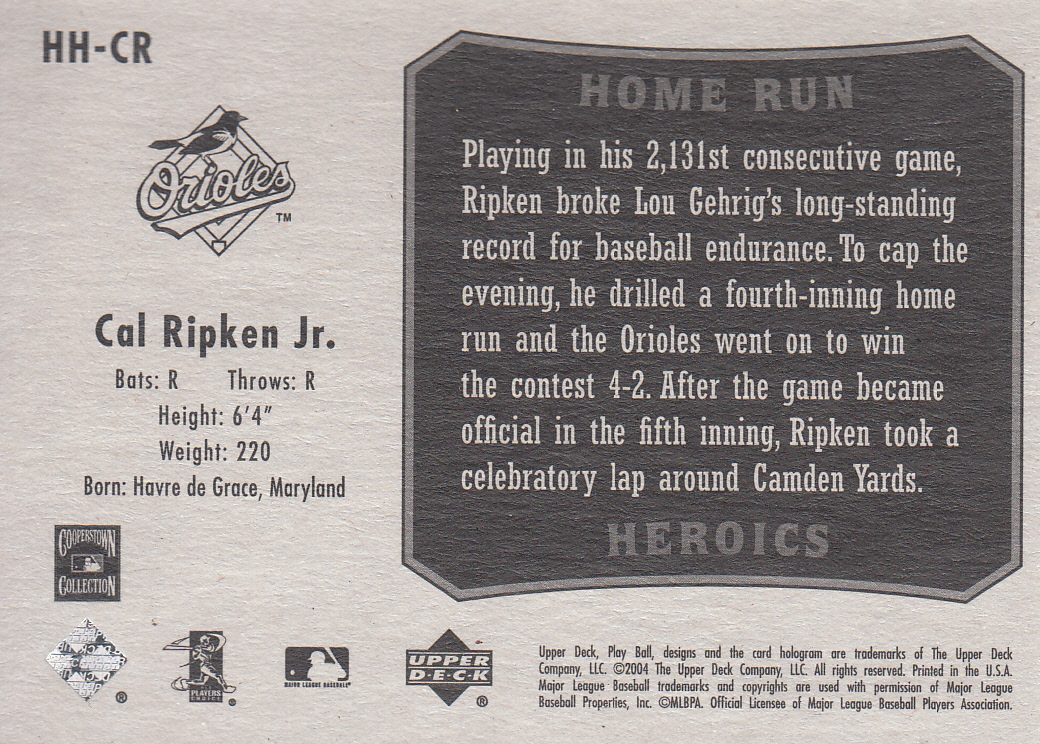 HH-CR
Orioles
TM
Cal Ripken Jr.
Bats: R Throws: R
Height: 6'4"
Weight: 220
Born: Havre de Grace, Maryland
COOPERSTOWN
COLLECTION
HOME RUN
Playing in his 2,131st consecutive game,
Ripken broke Lou Gehrig's long-standing
record for baseball endurance. To cap the
evening, he drilled a fourth-inning home
run and the Orioles went on to win
the contest 4-2. After the game became
official in the fifth inning, Ripken took a
celebratory lap around Camden Yards.
HEROICS
®
PLAYERS
CHOICE
®
MAJOR LEAGUE BASEBALL®
UPPER
DECK
®
Upper Deck, Play Ball, designs and the card hologram are trademarks of The Upper Deck
Company, LLC. ©2004 The Upper Deck Company, LLC. All rights reserved. Printed in the U.S.A.
Major League Baseball trademarks and copyrights are used with permission of Major League
Baseball Properties, Inc. ©MLBPA. Official Licensee of Major League Baseball Players Association.